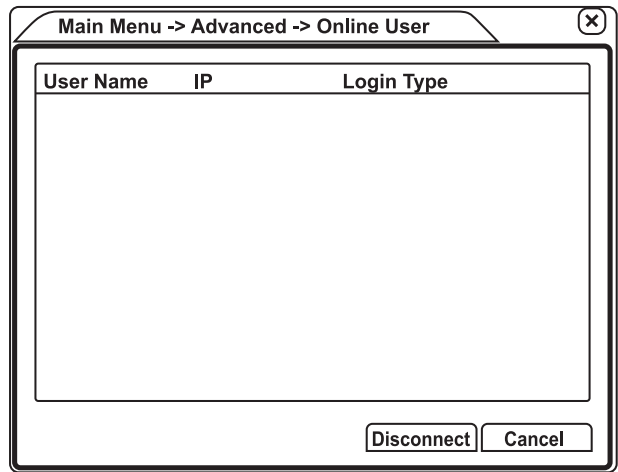 Main Menu -> Advanced -> Online User
User Name IP Login Type
Disconnect Cancel